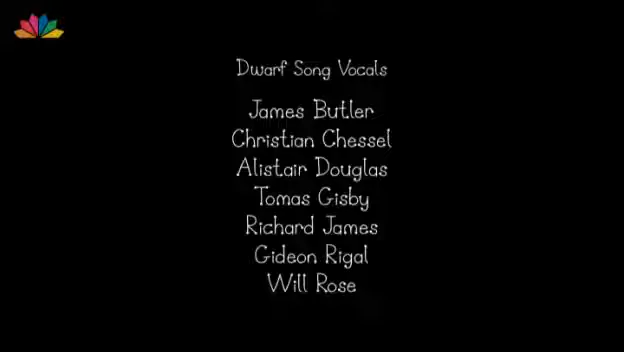 Dwarf Song Vocals
James Butler
Christian Chessel
Alistair Douglas
Tomas Gisby
Richard James
Gideon Rigal
Will Rose